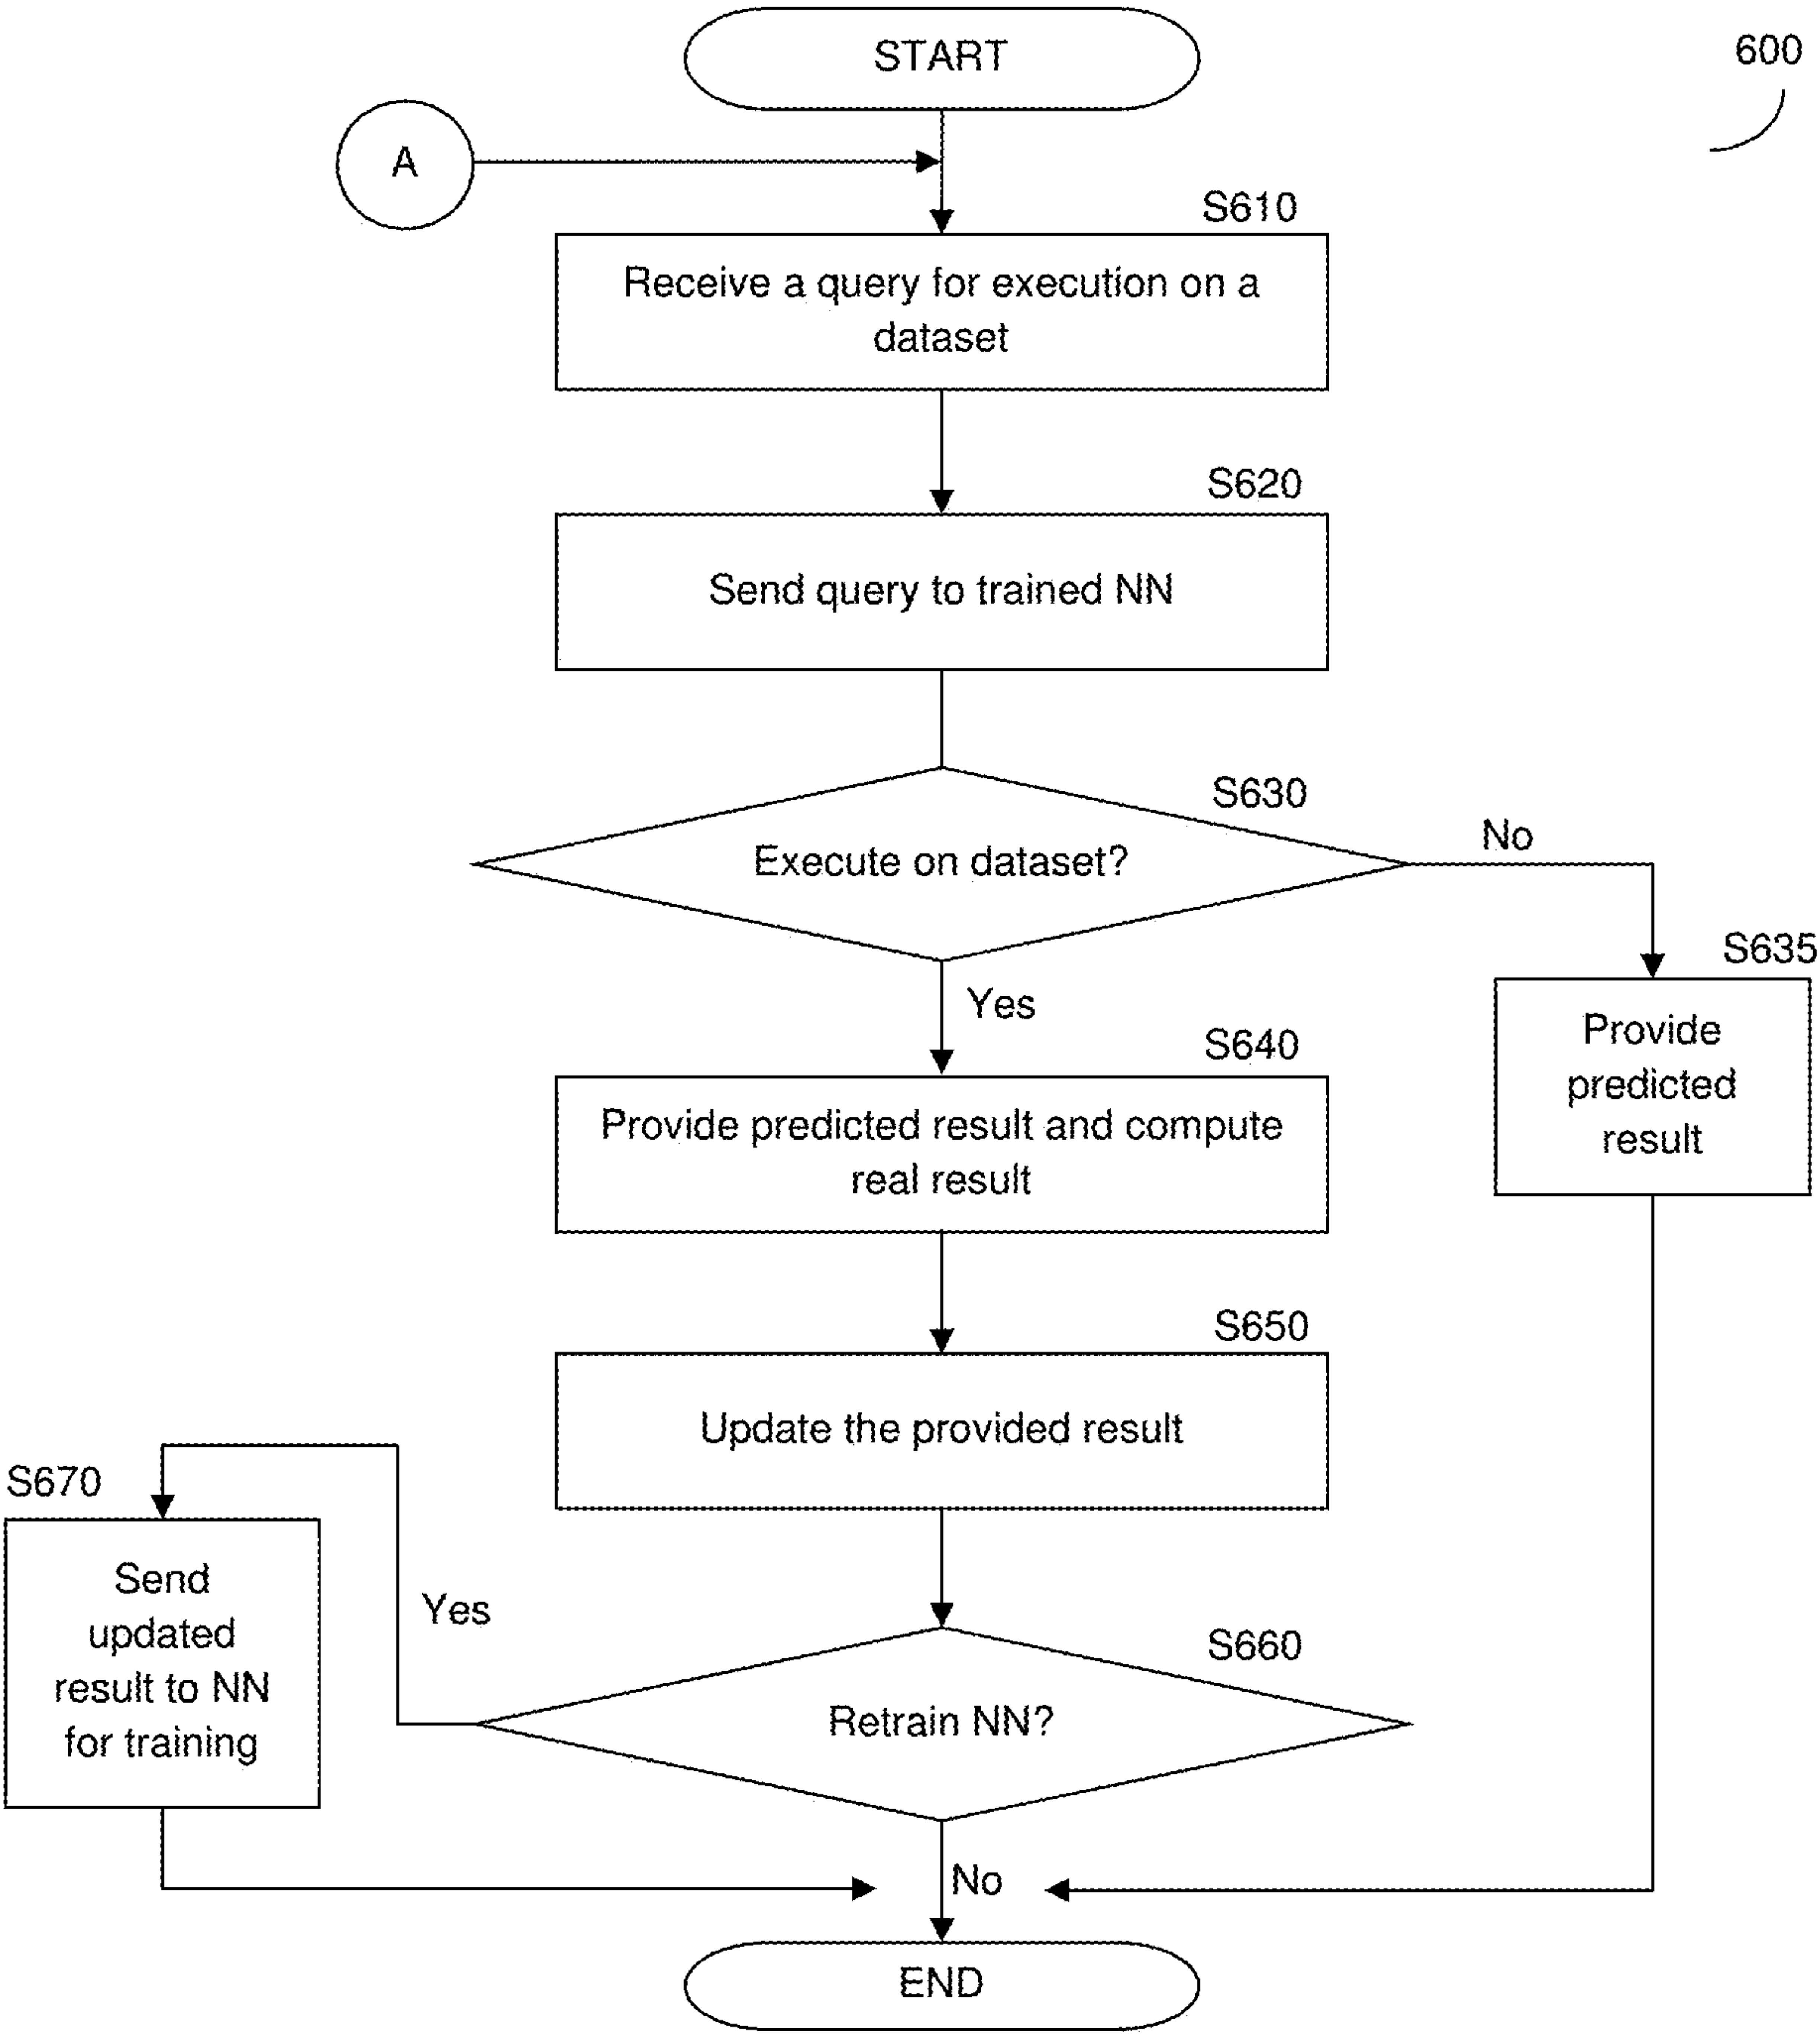 START
600
A
S610
Receive a query for execution on a
dataset
S620
Send query to trained NN
S630
Execute on dataset?
No
Yes
S635
Provide
predicted
result
S640
Provide predicted result and compute
real result
S650
Update the provided result
S670
Send
updated
result to NN
for training
Yes
S660
Retrain NN?
No
END